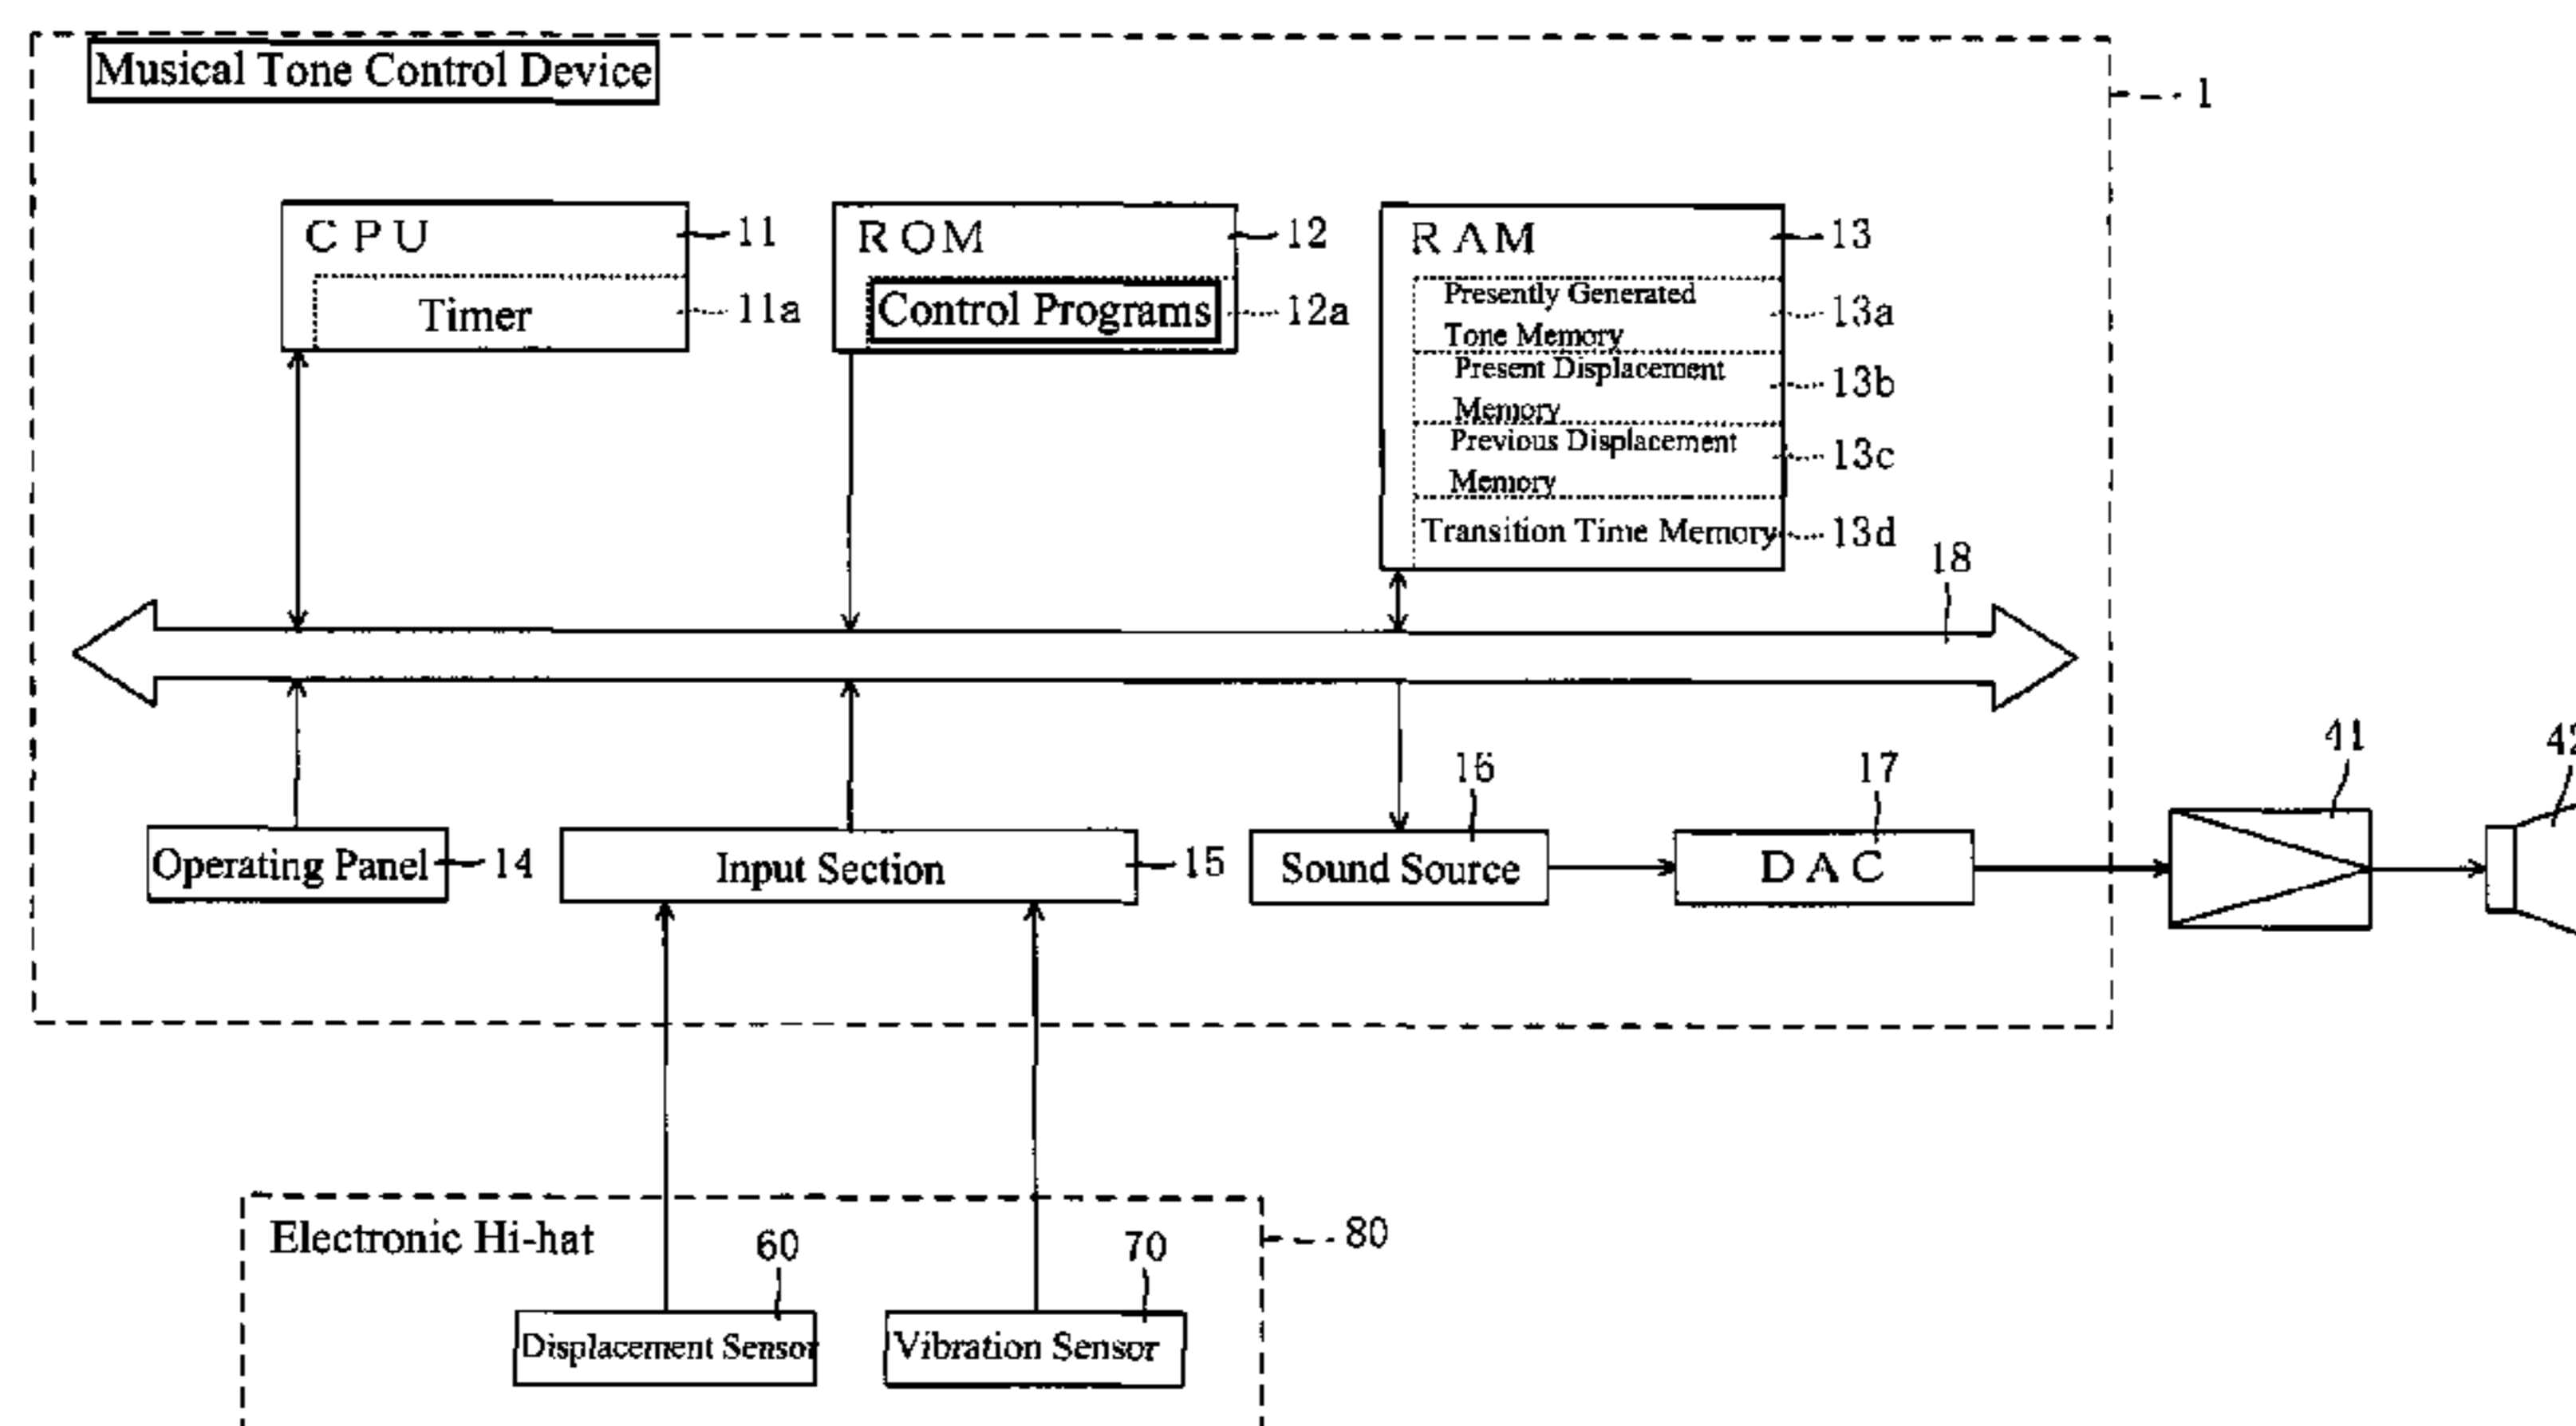 Musical Tone Control Device
1
CPU
11
Timer
11a
ROM
12
Control Programs
12a
RAM
13
Presently Generated
Tone Memory
13a
Present Displacement
Memory
13b
Previous Displacement
Memory
13c
Transition Time Memory
13d
18
Operating Panel
14
Input Section
15
16
Sound Source
17
DAC
41
42
Electronic Hi-hat
80
60
Displacement Sensor
70
Vibration Sensor